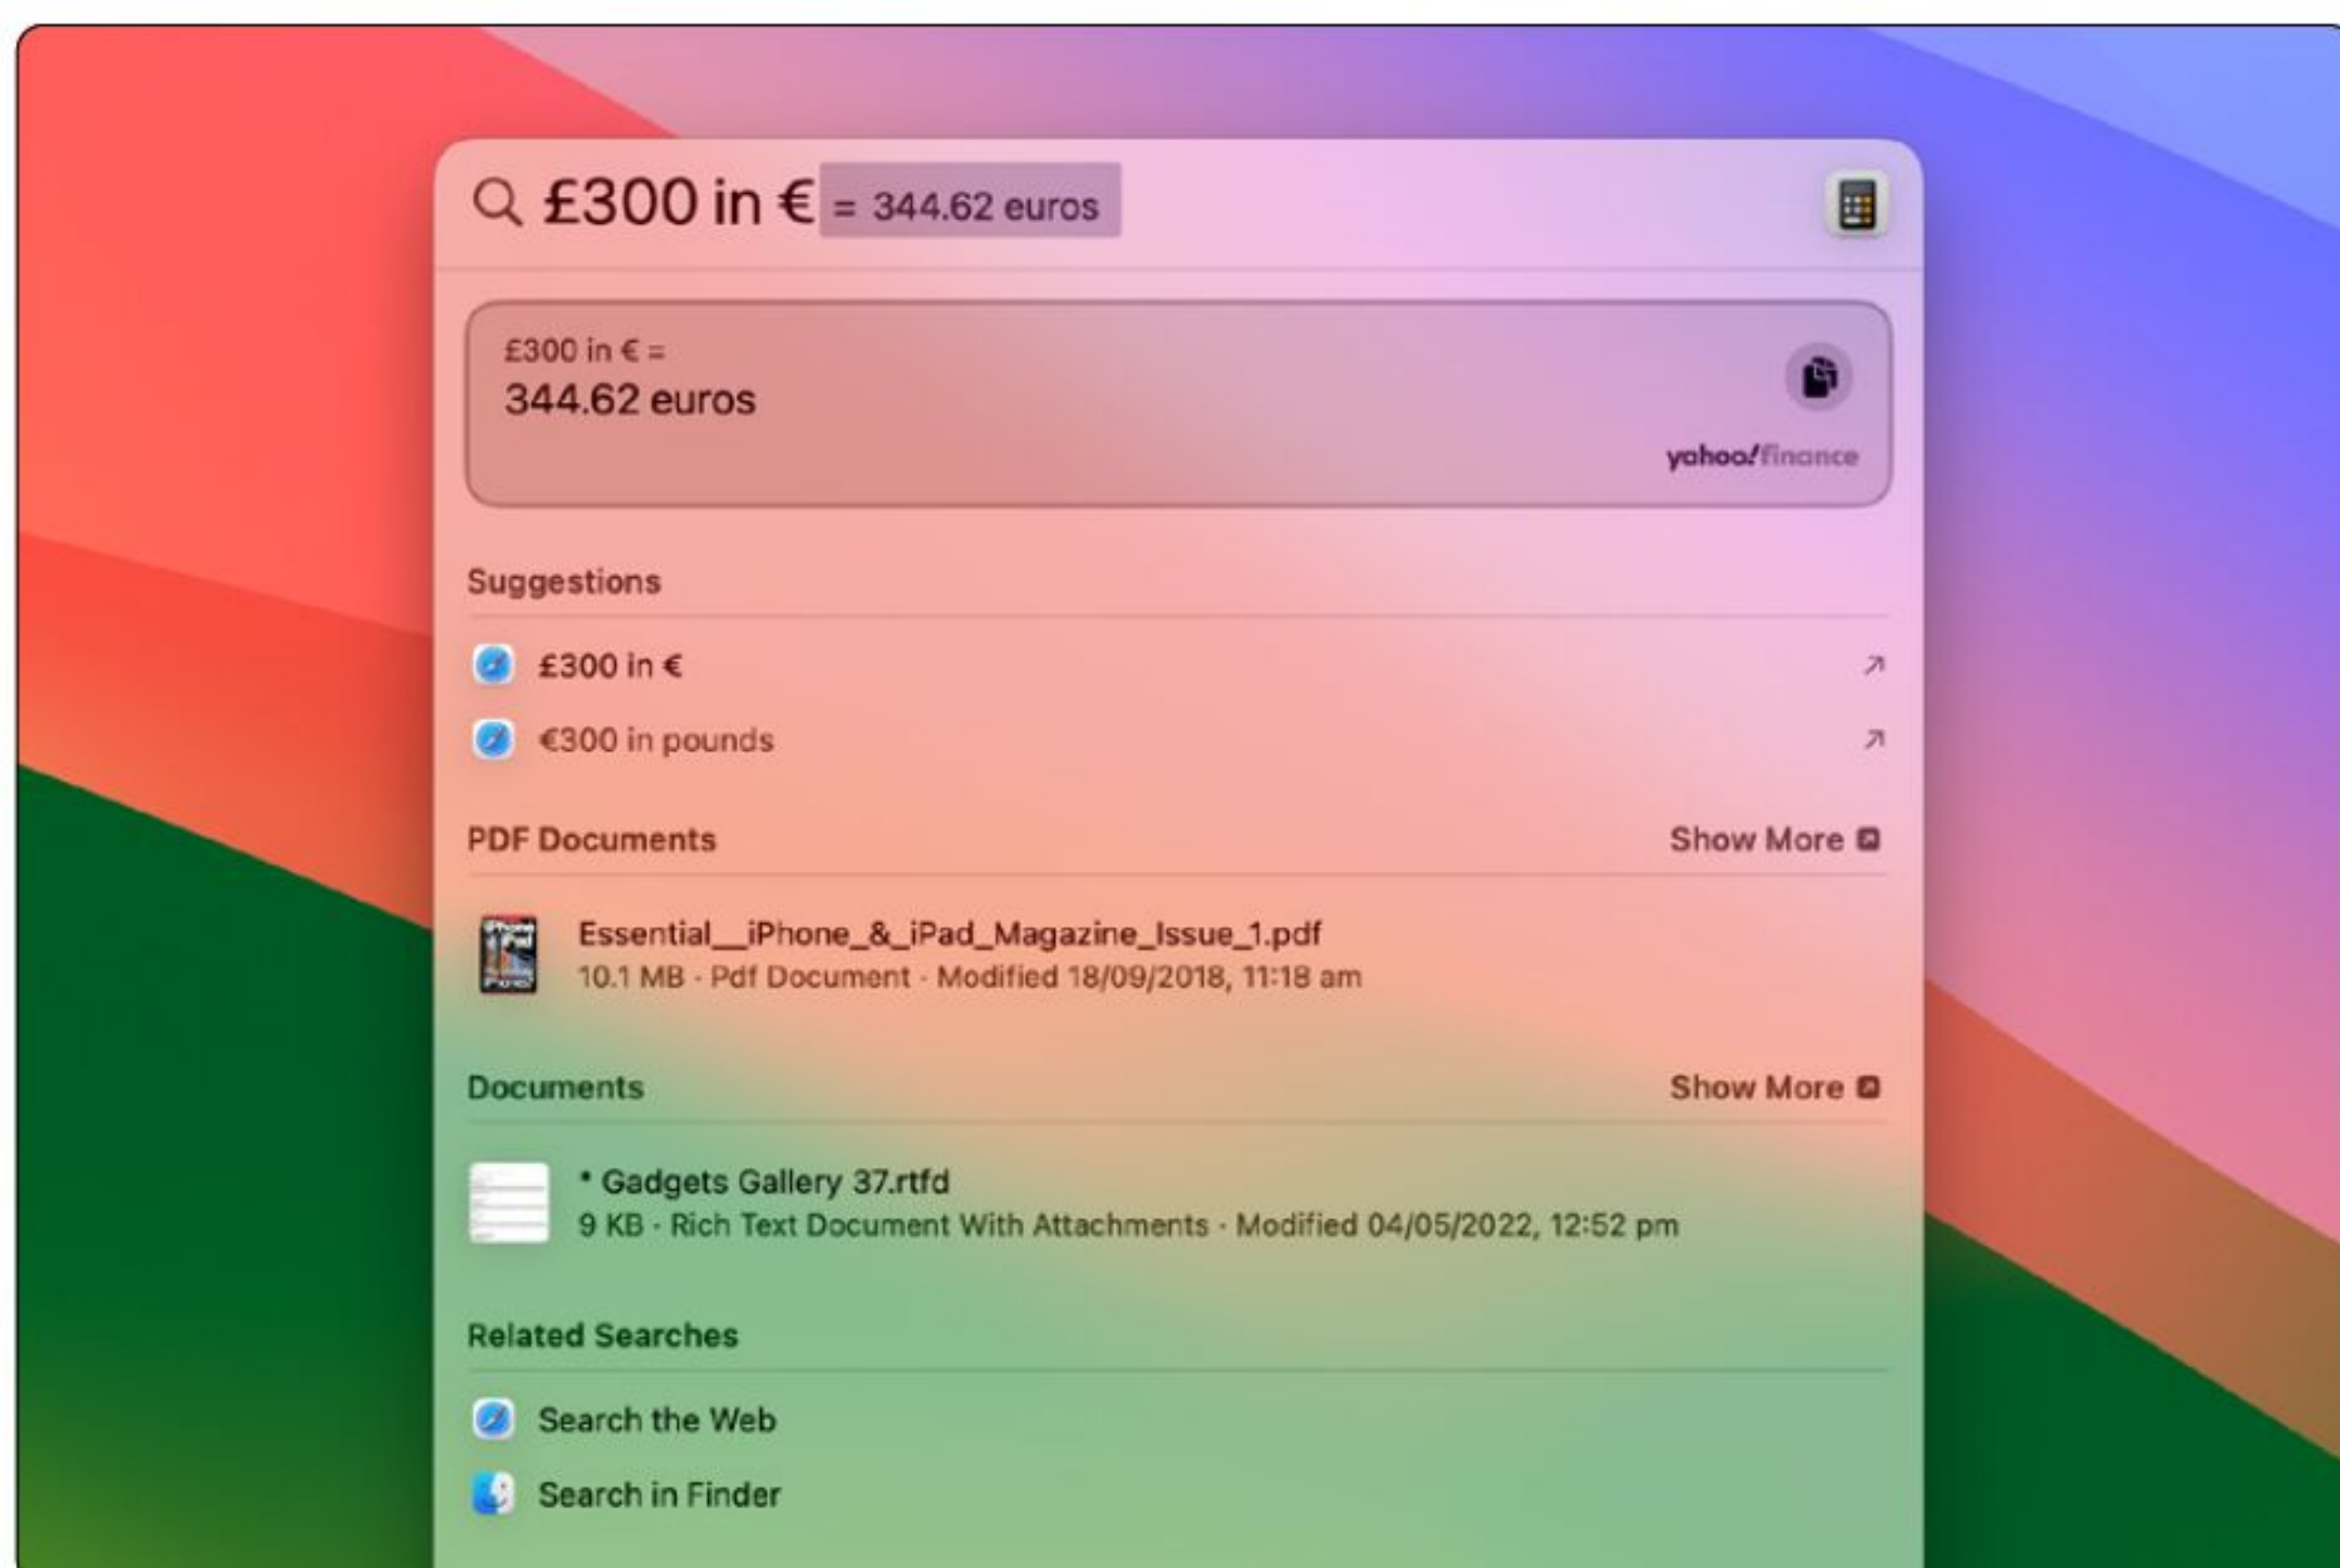 £300 in € = 344.62 euros
£300 in € =
344.62 euros
yahoo!finance
Suggestions
£300 in €
€300 in pounds
PDF Documents Show More
Essential__iPhone_&_iPad_Magazine_Issue_1.pdf
10.1 MB · Pdf Document · Modified 18/09/2018, 11:18 am
Documents Show More
* Gadgets Gallery 37.rtfd
9 KB · Rich Text Document With Attachments · Modified 04/05/2022, 12:52 pm
Related Searches
Search the Web
Search in Finder